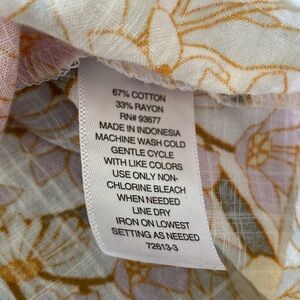 67% COTTON
33% RAYON
RN# 93677
MADE IN INDONESIA
MACHINE WASH COLD
GENTLE CYCLE
WITH LIKE COLORS
USE ONLY NON-
CHLORINE BLEACH
WHEN NEEDED
LINE DRY
IRON ON LOWEST
SETTING AS NEEDED
72613-3